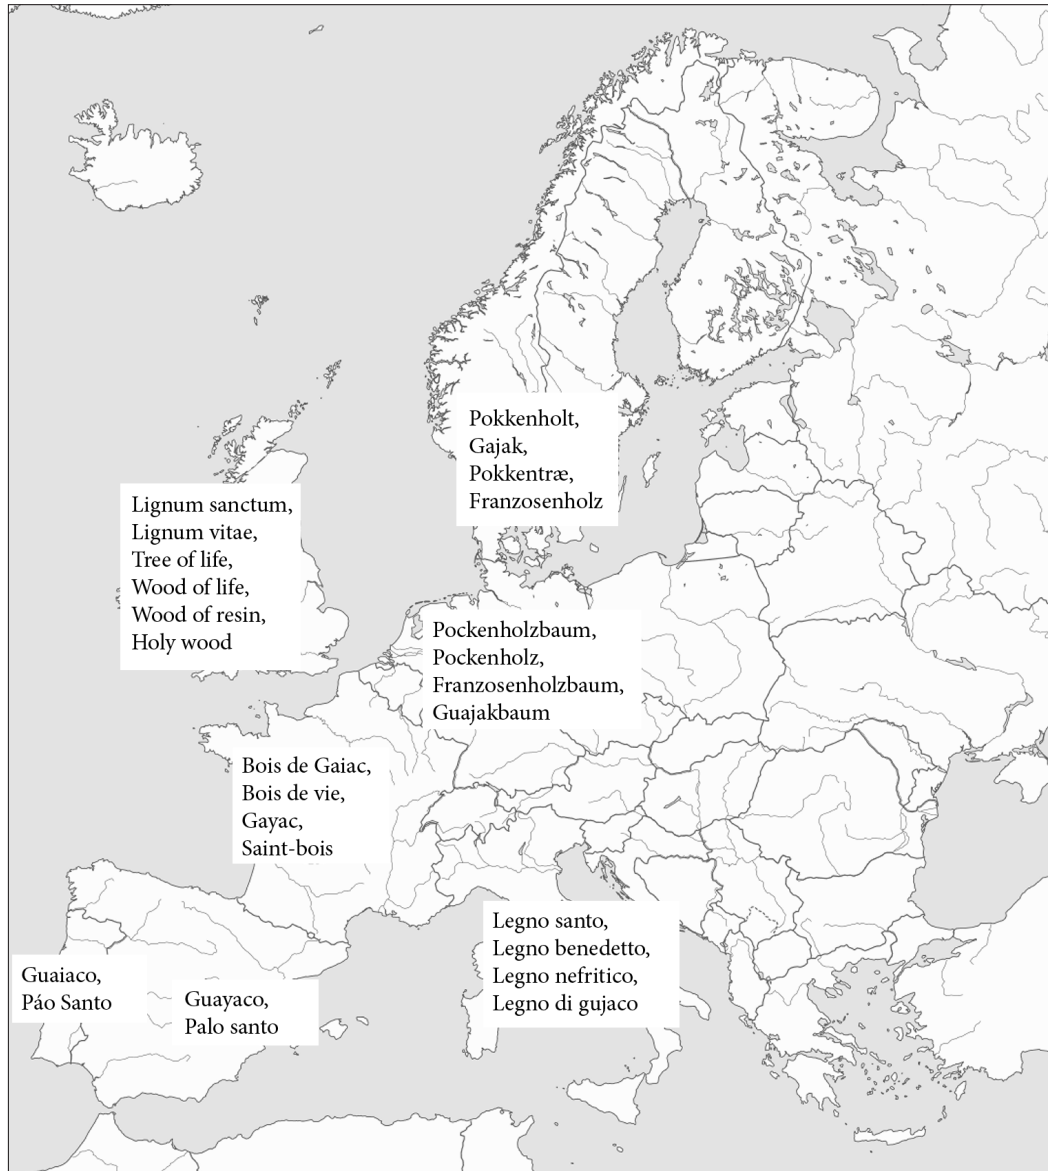 Pokkenholt,
Gajak,
Pokkentræ,
Franzosenholz
Lignum sanctum,
Lignum vitae,
Tree of life,
Wood of life,
Wood of resin,
Holy wood
Pockenholzbaum,
Pockenholz,
Franzosenholzbaum,
Guajakbaum
Bois de Gaiac,
Bois de vie,
Gayac,
Saint-bois
Legno santo,
Legno benedetto,
Legno nefritico,
Legno di gujaco
Guaiaco,
Páo Santo
Guayaco,
Palo santo